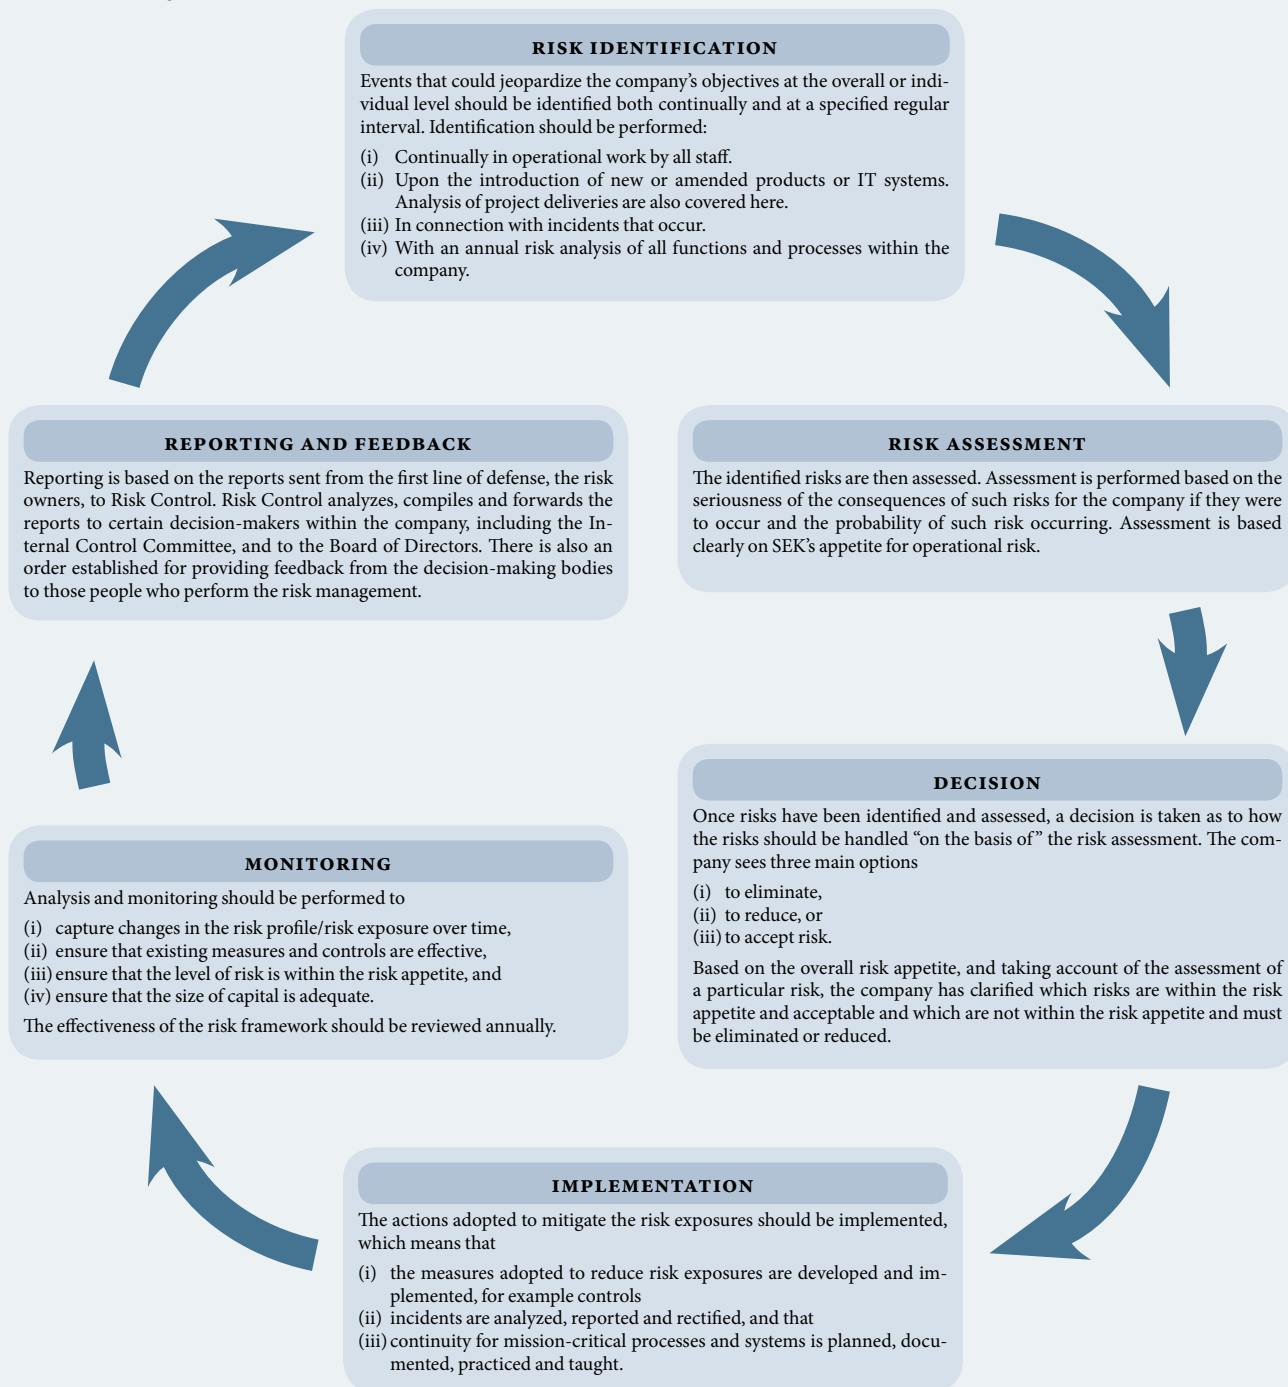 RISK IDENTIFICATION
Events that could jeopardize the company's objectives at the overall or indi-
vidual level should be identified both continually and at a specified regular
interval. Identification should be performed:
(i) Continually in operational work by all staff.
(ii) Upon the introduction of new or amended products or IT systems.
Analysis of project deliveries are also covered here.
(iii) In connection with incidents that occur.
(iv) With an annual risk analysis of all functions and processes within the
company.
RISK ASSESSMENT
The identified risks are then assessed. Assessment is performed based on the
seriousness of the consequences of such risks for the company if they were
to occur and the probability of such risk occurring. Assessment is based
clearly on SEK's appetite for operational risk.
DECISION
Once risks have been identified and assessed, a decision is taken as to how
the risks should be handled “on the basis of” the risk assessment. The com-
pany sees three main options
(i) to eliminate,
(ii) to reduce, or
(iii) to accept risk.
Based on the overall risk appetite, and taking account of the assessment of
a particular risk, the company has clarified which risks are within the risk
appetite and acceptable and which are not within the risk appetite and must
be eliminated or reduced.
IMPLEMENTATION
The actions adopted to mitigate the risk exposures should be implemented,
which means that
(i) the measures adopted to reduce risk exposures are developed and im-
plemented, for example controls
(ii) incidents are analyzed, reported and rectified, and that
(iii) continuity for mission-critical processes and systems is planned, docu-
mented, practiced and taught.
MONITORING
Analysis and monitoring should be performed to
(i) capture changes in the risk profile/risk exposure over time,
(ii) ensure that existing measures and controls are effective,
(iii) ensure that the level of risk is within the risk appetite, and
(iv) ensure that the size of capital is adequate.
The effectiveness of the risk framework should be reviewed annually.
REPORTING AND FEEDBACK
Reporting is based on the reports sent from the first line of defense, the risk
owners, to Risk Control. Risk Control analyzes, compiles and forwards the
reports to certain decision-makers within the company, including the In-
ternal Control Committee, and to the Board of Directors. There is also an
order established for providing feedback from the decision-making bodies
to those people who perform the risk management.